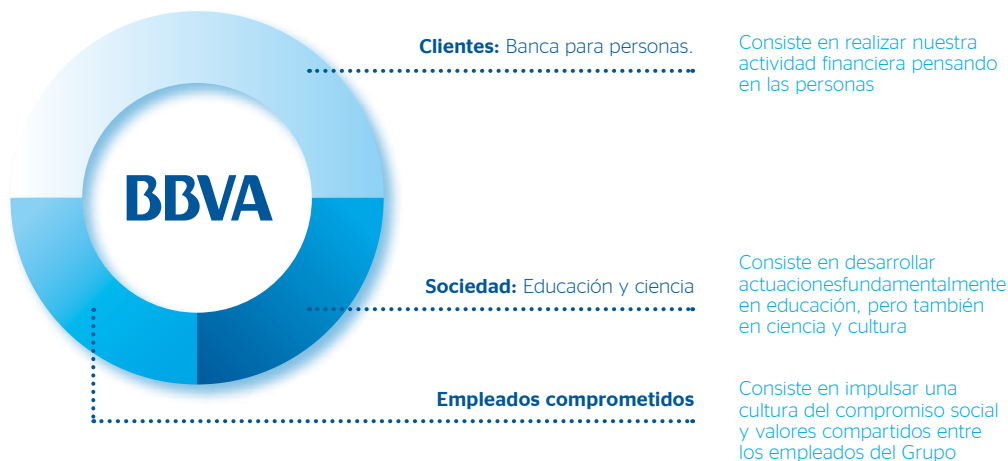 BBVA
Clientes: Banca para personas.
Consiste en realizar nuestra
actividad financiera pensando
en las personas
Sociedad: Educación y ciencia
Consiste en desarrollar
actuacionesfundamentalmente
en educación, pero también
en ciencia y cultura
Empleados comprometidos
Consiste en impulsar una
cultura del compromiso social
y valores compartidos entre
los empleados del Grupo